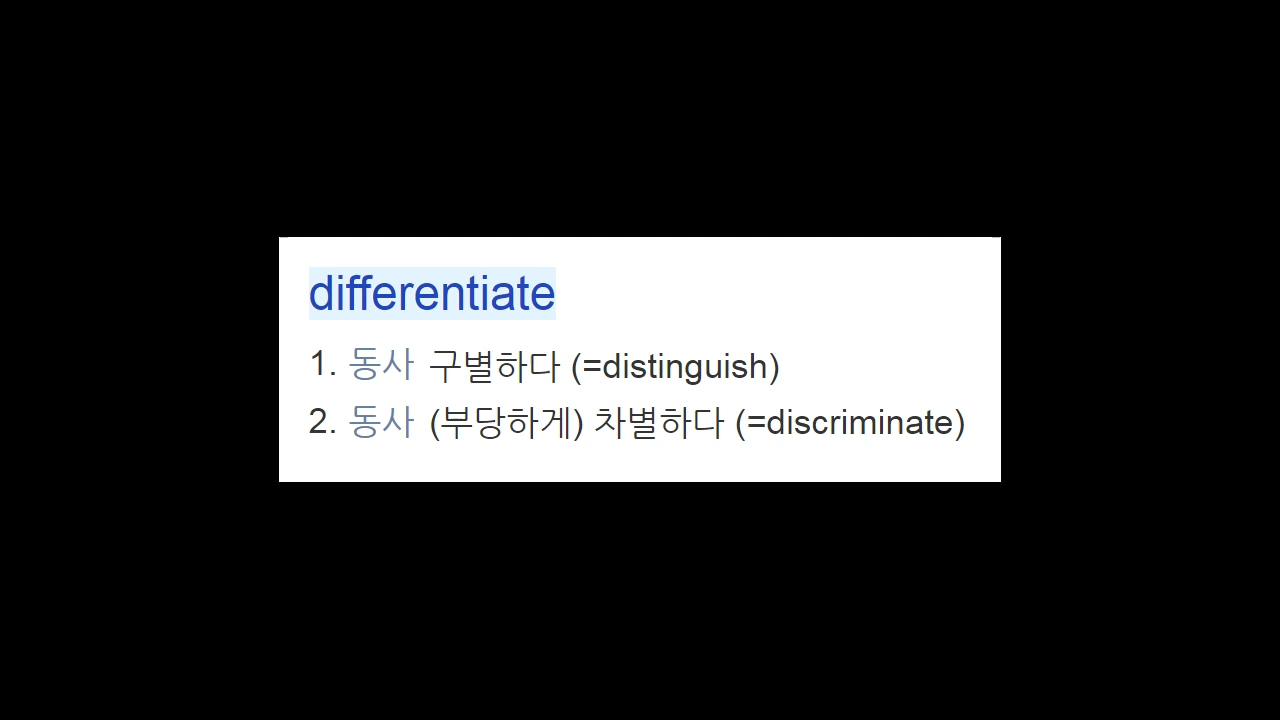 differentiate
1. 동사 구별하다 (=distinguish)
2. 동사 (부당하게) 차별하다 (=discriminate)